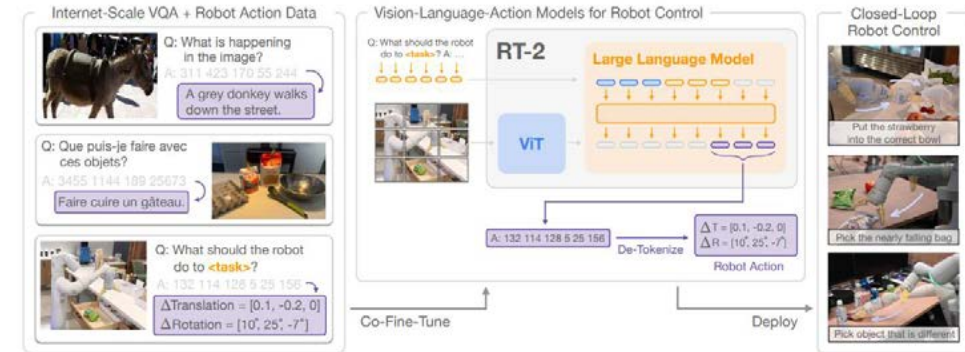 Internet-Scale VQA + Robot Action Data
Q: What is happening
in the image?
A: 311 423 170 55 244
A grey donkey walks
down the street.
Q: Que puis-je faire avec
ces objets?
A: 3455 1144 189 25673
Faire cuire un gâteau.
Q: What should the robot
do to <task>?
A: 132 114 128 5 25 156
ΔTranslation = [0.1, -0.2, 0]
ΔRotation = [10°, 25°, -7°]
Co-Fine-Tune
Vision-Language-Action Models for Robot Control
Q: What should the robot
do to <task>? A: ...
RT-2
Large Language Model
ViT
A: 132 114 128 5 25 156
De-Tokenize
ΔT = [0.1, -0.2, 0]
ΔR = [10°, 25°, -7°]
Robot Action
Deploy
Closed-Loop
Robot Control
Put the strawberry
into the correct bowl
Pick the nearly falling bag
Pick object that is different